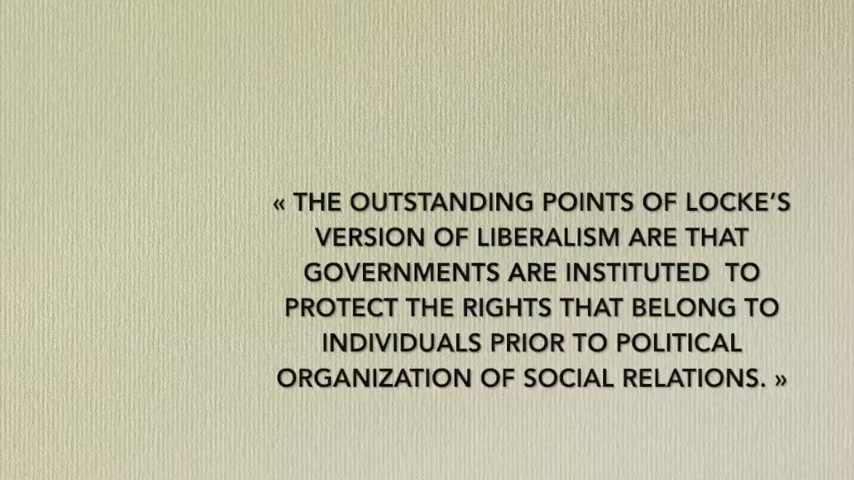 « THE OUTSTANDING POINTS OF LOCKE’S
VERSION OF LIBERALISM ARE THAT
GOVERNMENTS ARE INSTITUTED  TO
PROTECT THE RIGHTS THAT BELONG TO
INDIVIDUALS PRIOR TO POLITICAL
ORGANIZATION OF SOCIAL RELATIONS. »